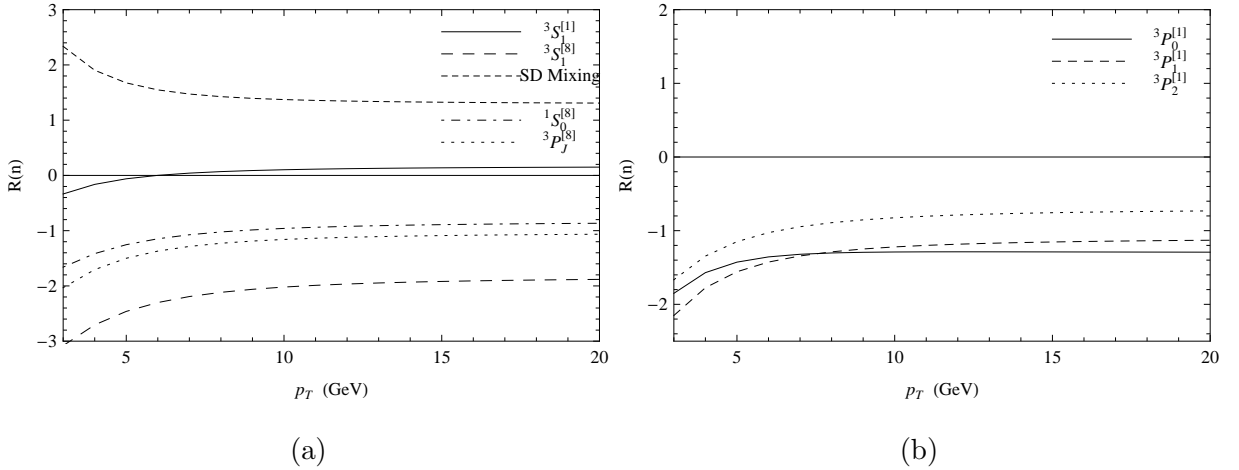 3
2
1
0
−1
−2
−3
R(n)
5
10
15
20
p_T (GeV)
³S₁^[1]
³S₁^[8]
SD Mixing
¹S₀^[8]
³P_J^[8]
(a)
2
1
0
−1
−2
R(n)
5
10
15
20
p_T (GeV)
³P₀^[1]
³P₁^[1]
³P₂^[1]
(b)